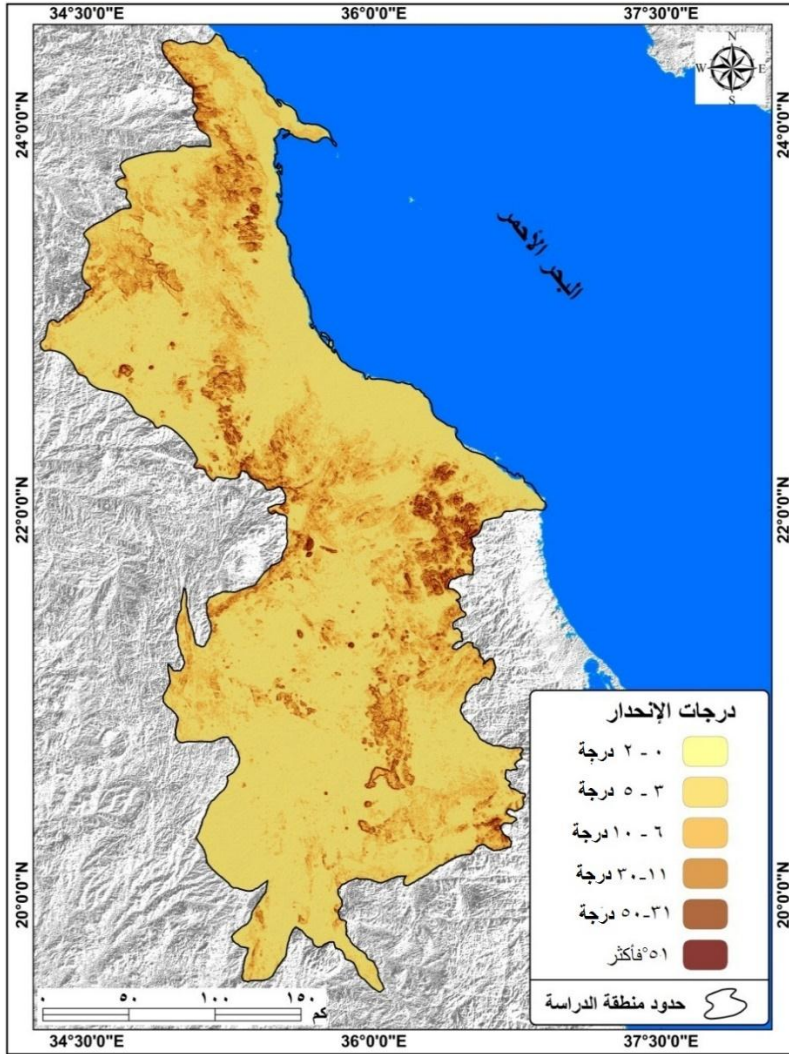 34°30'0"E 36°0'0"E 37°30'0"E
N
W E
S
24°0'0"N 24°0'0"N
البحر الأحمر
22°0'0"N 22°0'0"N
درجات الإنحدار
٠ - ٢ درجة
٣ - ٥ درجة
٦ - ١٠ درجة
١١-٣٠ درجة
٣١-٥٠ درجة
٥١°فأكثر
حدود منطقة الدراسة
20°0'0"N 20°0'0"N
٠ ٥٠ ١٠٠ ١٥٠
كم
34°30'0"E 36°0'0"E 37°30'0"E